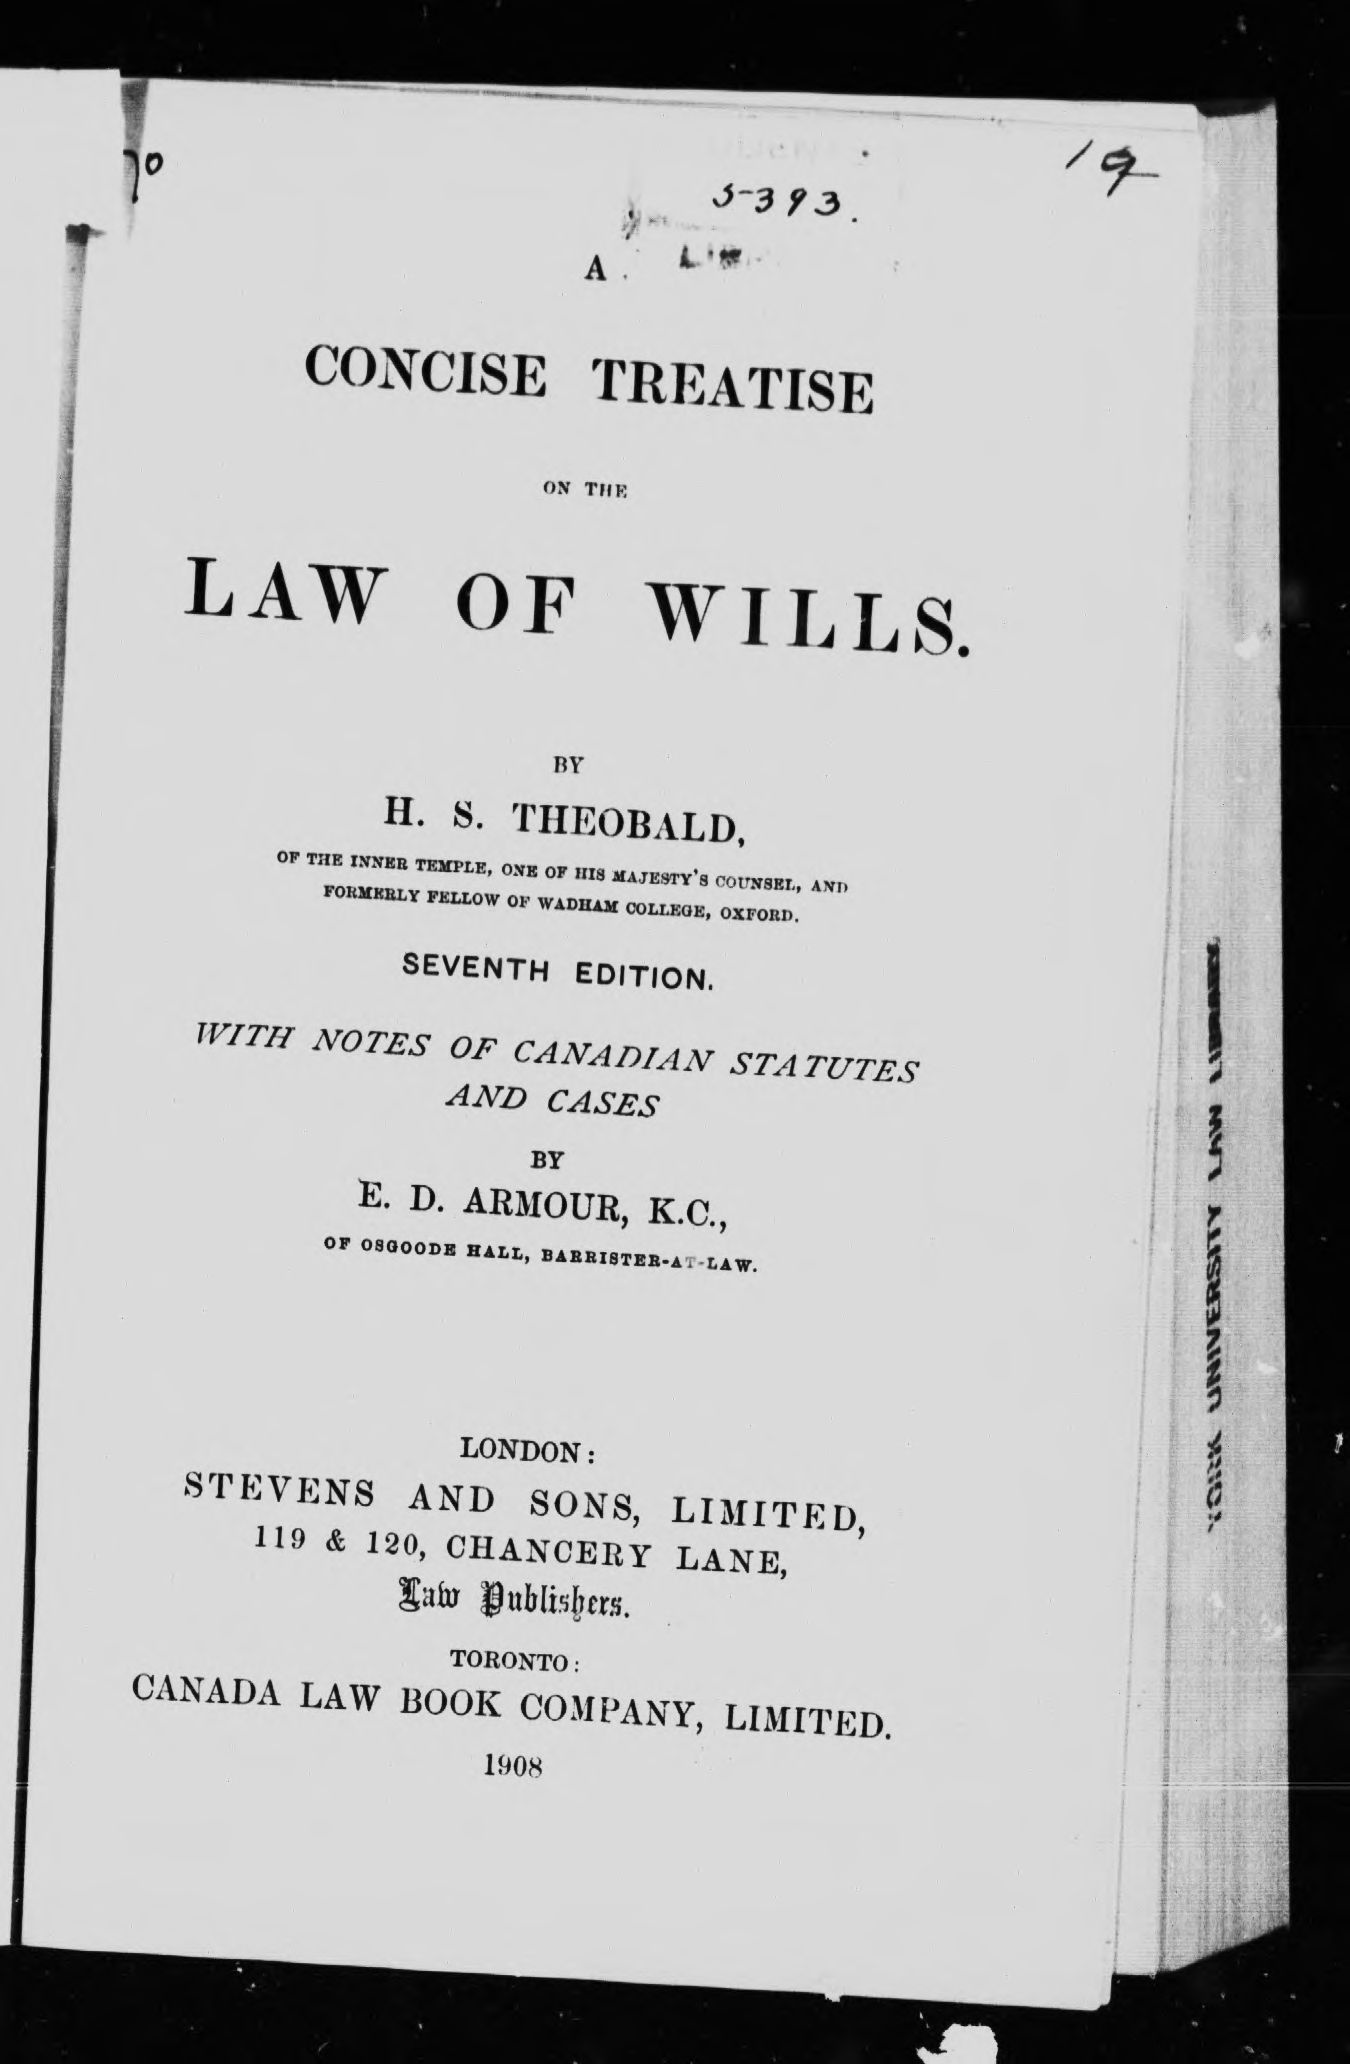 5393.
19
A
CONCISE TREATISE
ON THE
LAW OF WILLS.
BY
H. S. THEOBALD,
OF THE INNER TEMPLE, ONE OF HIS MAJESTY'S COUNSEL, AND
FORMERLY FELLOW OF WADHAM COLLEGE, OXFORD.
SEVENTH EDITION.
WITH NOTES OF CANADIAN STATUTES
AND CASES
BY
E. D. ARMOUR, K.C.,
OF OSGOODE HALL, BARRISTER-AT-LAW.
LONDON:
STEVENS AND SONS, LIMITED,
119 & 120, CHANCERY LANE,
Law Publishers.
TORONTO:
CANADA LAW BOOK COMPANY, LIMITED.
1908
YORK UNIVERSITY LAW LIBRARY